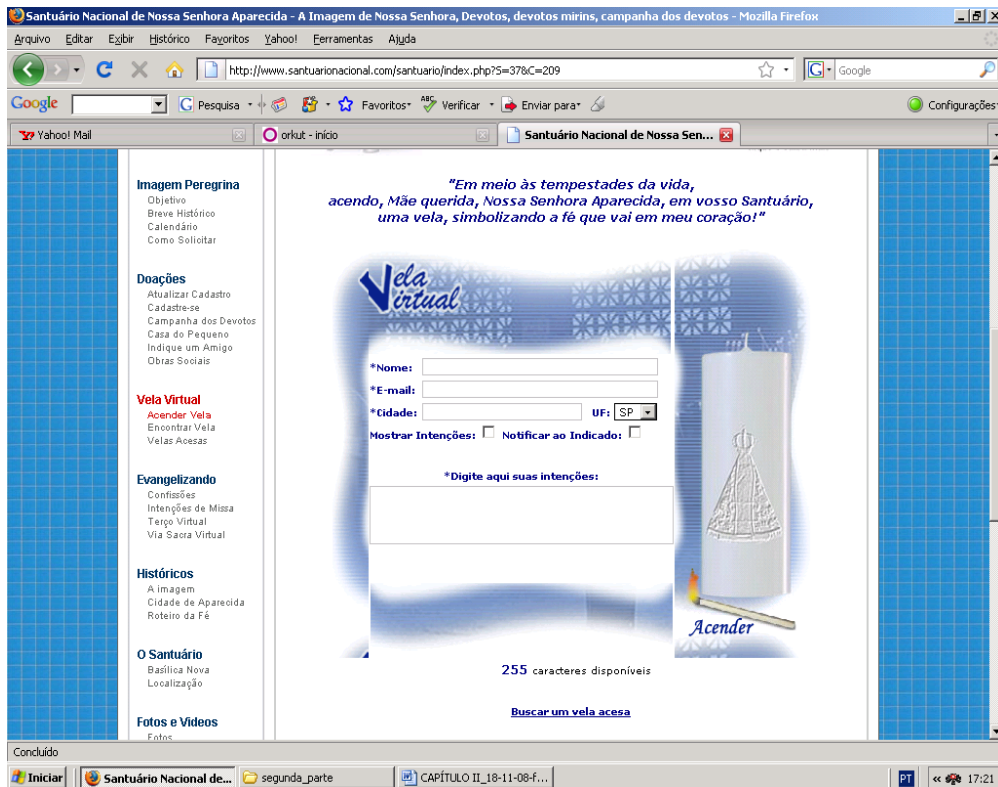 Santuário Nacional de Nossa Senhora Aparecida - A Imagem de Nossa Senhora, Devotos, devotos mirins, campanha dos devotos - Mozilla Firefox
Arquivo Editar Exibir Histórico Favoritos Yahoo! Ferramentas Ajuda
http://www.santuarionacional.com/santuario/index.php?S=37&C=209
G Google
Google G Pesquisa Favoritos ABC Verificar Enviar para Configurações
Yahoo! Mail
orkut - início
Santuário Nacional de Nossa Sen...
Imagem Peregrina
Objetivo
Breve Histórico
Calendário
Como Solicitar
Doações
Atualizar Cadastro
Cadastre-se
Campanha dos Devotos
Casa do Pequeno
Indique um Amigo
Obras Sociais
Vela Virtual
Acender Vela
Encontrar Vela
Velas Acesas
Evangelizando
Confissões
Intenções de Missa
Terço Virtual
Via Sacra Virtual
Históricos
A imagem
Cidade de Aparecida
Roteiro da Fé
O Santuário
Basílica Nova
Localização
Fotos e Videos
Fotos
"Em meio às tempestades da vida,
acendo, Mãe querida, Nossa Senhora Aparecida, em vosso Santuário,
uma vela, simbolizando a fé que vai em meu coração!"
Vela
Virtual
*Nome:
*E-mail:
*Cidade: UF: SP
Mostrar Intenções: Notificar ao Indicado:
*Digite aqui suas intenções:
Acender
255 caracteres disponíveis
Buscar um vela acesa
Concluído
Iniciar Santuário Nacional de... segunda_parte CAPÍTULO II_18-11-08-f... PT « 17:21